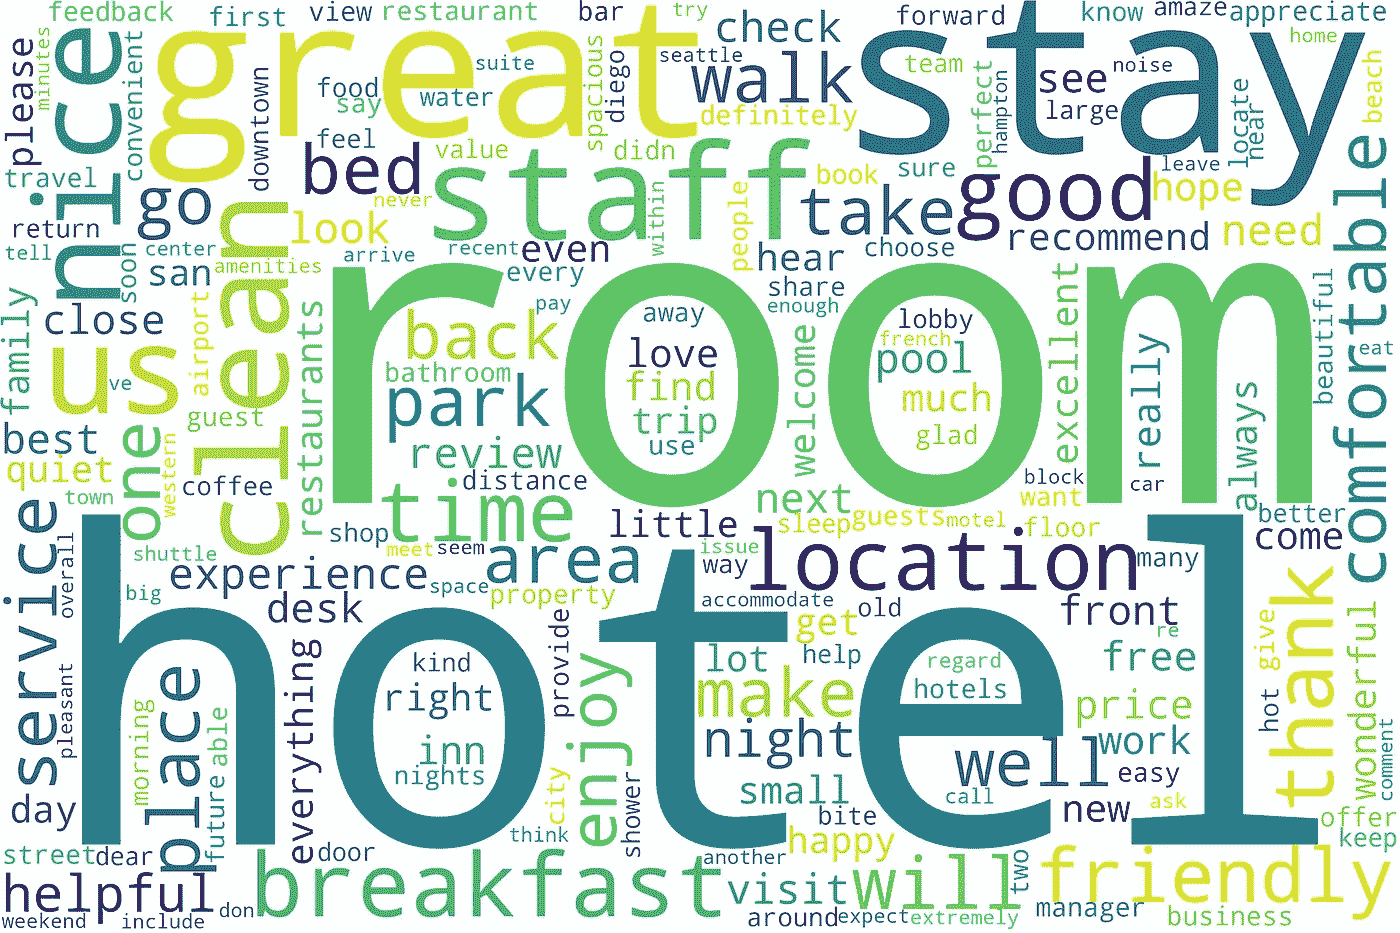 feedback
first
view
restaurant
bar
try
check
forward
know
amaze
appreciate
home
please
minutes
nice
convenient
great
suite
spacious
diego
seattle
walk
stay
team
see
noise
large
perfect
hampton
locate
near
beach
downtown
food
say
water
definitely
feel
value
didn
travel
go
bed
staff
never
within
people
book
sure
take
good
leave
hope
comfortable
return
look
recommend
need
tell
soon
center
san
amenities
arrive
recent
even
every
hear
choose
share
enough
family
close
airport
clean
restaurants
room
pay
back
away
love
find
trip
use
welcome
lobby
french
pool
much
glad
excellent
really
always
beautiful
eat
us
ve
bathroom
park
guest
best
one
western
review
quiet
town
coffee
distance
time
next
block
want
car
better
service
overall
shuttle
shop
meet
seem
little
sleep
guests
motel
floor
come
issue
way
location
many
experience
area
big
desk
space
property
accommodate
old
front
re
hotel
get
lot
help
free
give
thank
wonderful
pleasant
place
everything
kind
right
inn
nights
provide
enjoy
make
night
regard
hotels
price
work
hot
comment
morning
able
future
city
shower
small
well
easy
call
new
ask
day
think
bite
happy
offer
keep
street
dear
door
another
helpful
breakfast
visit
will
two
friendly
weekend
include
don
around
expect
extremely
manager
business